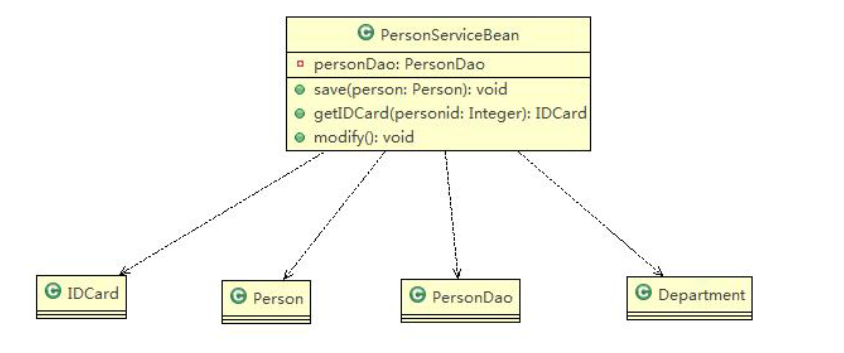 C PersonServiceBean
personDao: PersonDao
save(person: Person): void
getIDCard(personid: Integer): IDCard
modify(): void
C IDCard
C Person
C PersonDao
C Department